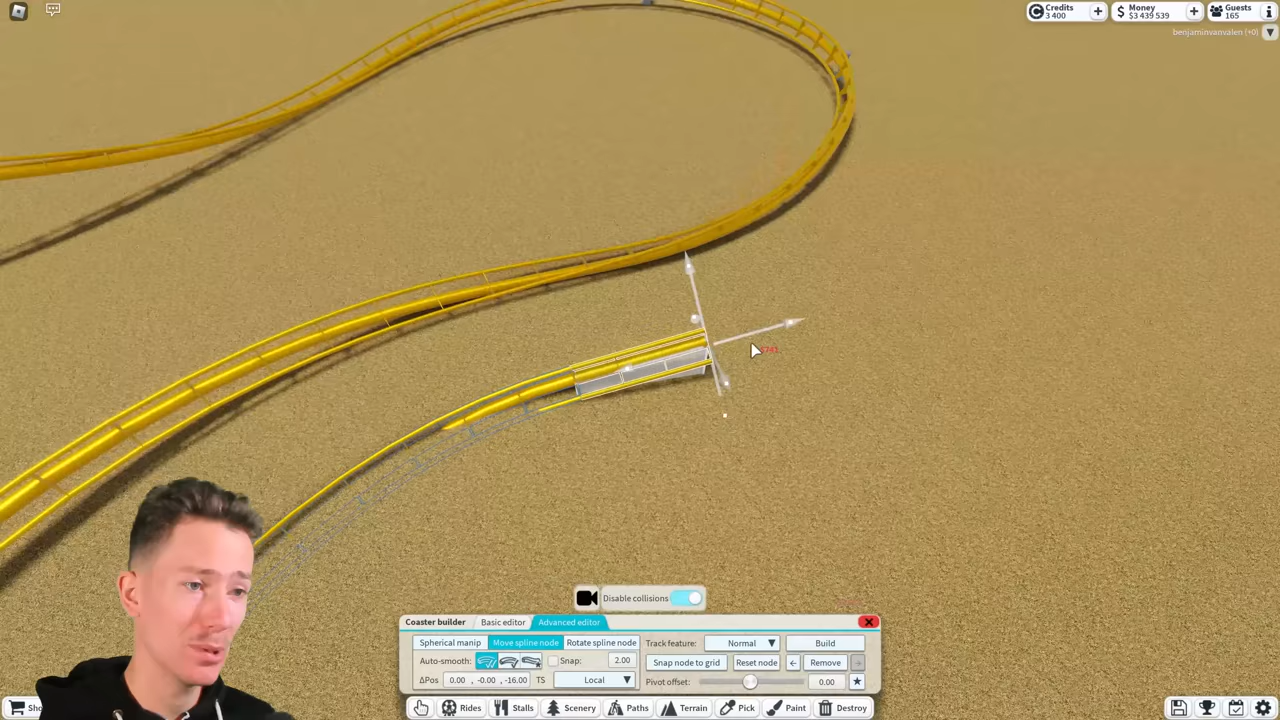 Credits
3 400
+
$ Money
$3 439 539
+
Guests
165
benjaminvanvalen (+0)
$741
Disable collisions
Coaster builder
Basic editor
Advanced editor
Spherical manip
Move spline node
Rotate spline node
Track feature:
Normal
Build
Auto-smooth:
Snap:
2.00
Snap node to grid
Reset node
Remove
ΔPos
0.00 , -0.00 , -16.00
TS
Local
Pivot offset:
0.00
Sho
Rides
Stalls
Scenery
Paths
Terrain
Pick
Paint
Destroy